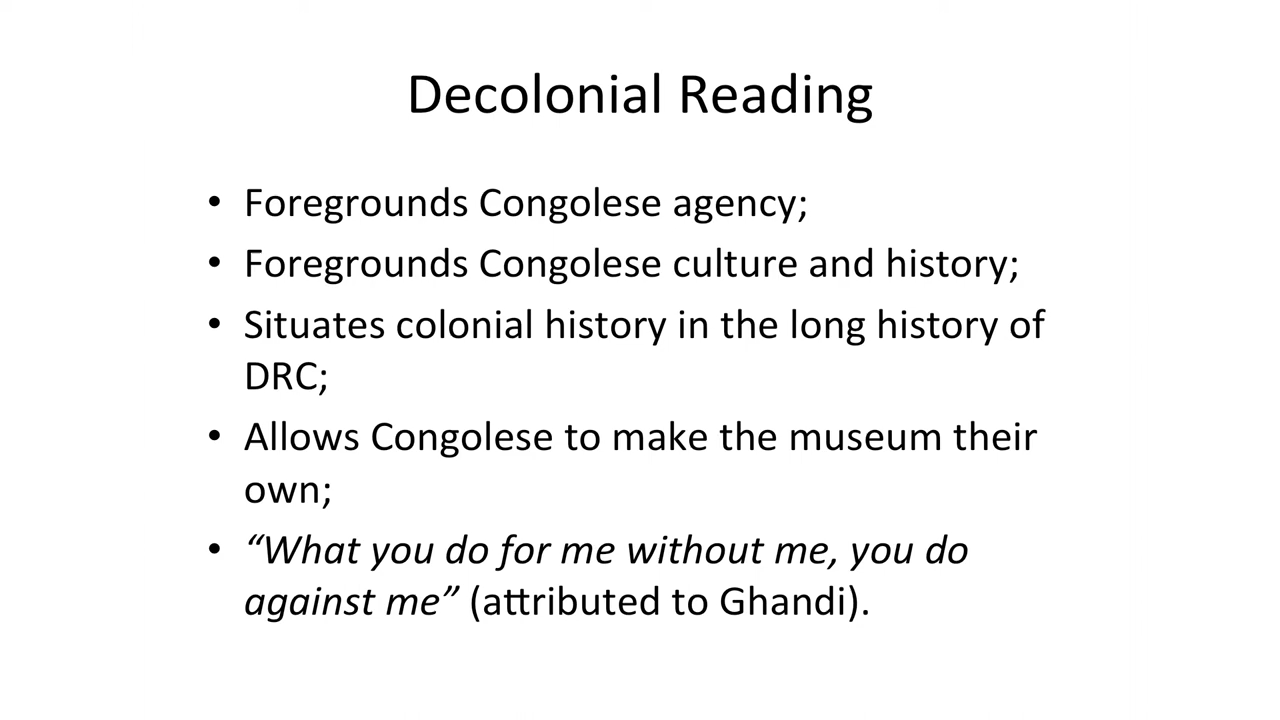 Decolonial Reading
• Foregrounds Congolese agency;
• Foregrounds Congolese culture and history;
• Situates colonial history in the long history of
DRC;
• Allows Congolese to make the museum their
own;
• “What you do for me without me, you do
against me” (attributed to Ghandi).